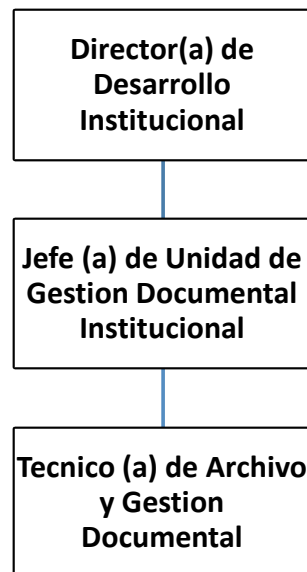 Director(a) de
Desarrollo
Institucional
Jefe (a) de Unidad de
Gestion Documental
Institucional
Tecnico (a) de Archivo
y Gestion
Documental